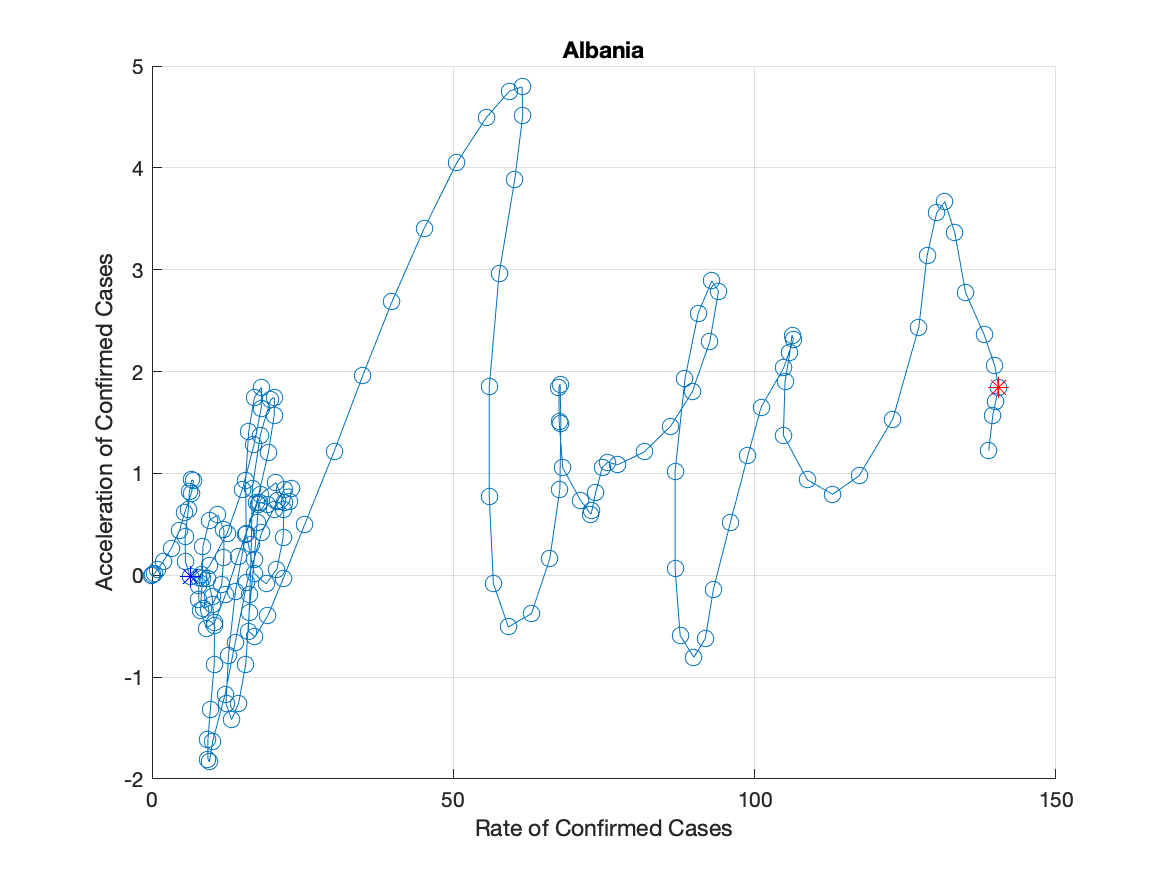 Albania
5
4
3
2
1
0
-1
-2
0 50 100 150
Acceleration of Confirmed Cases
Rate of Confirmed Cases